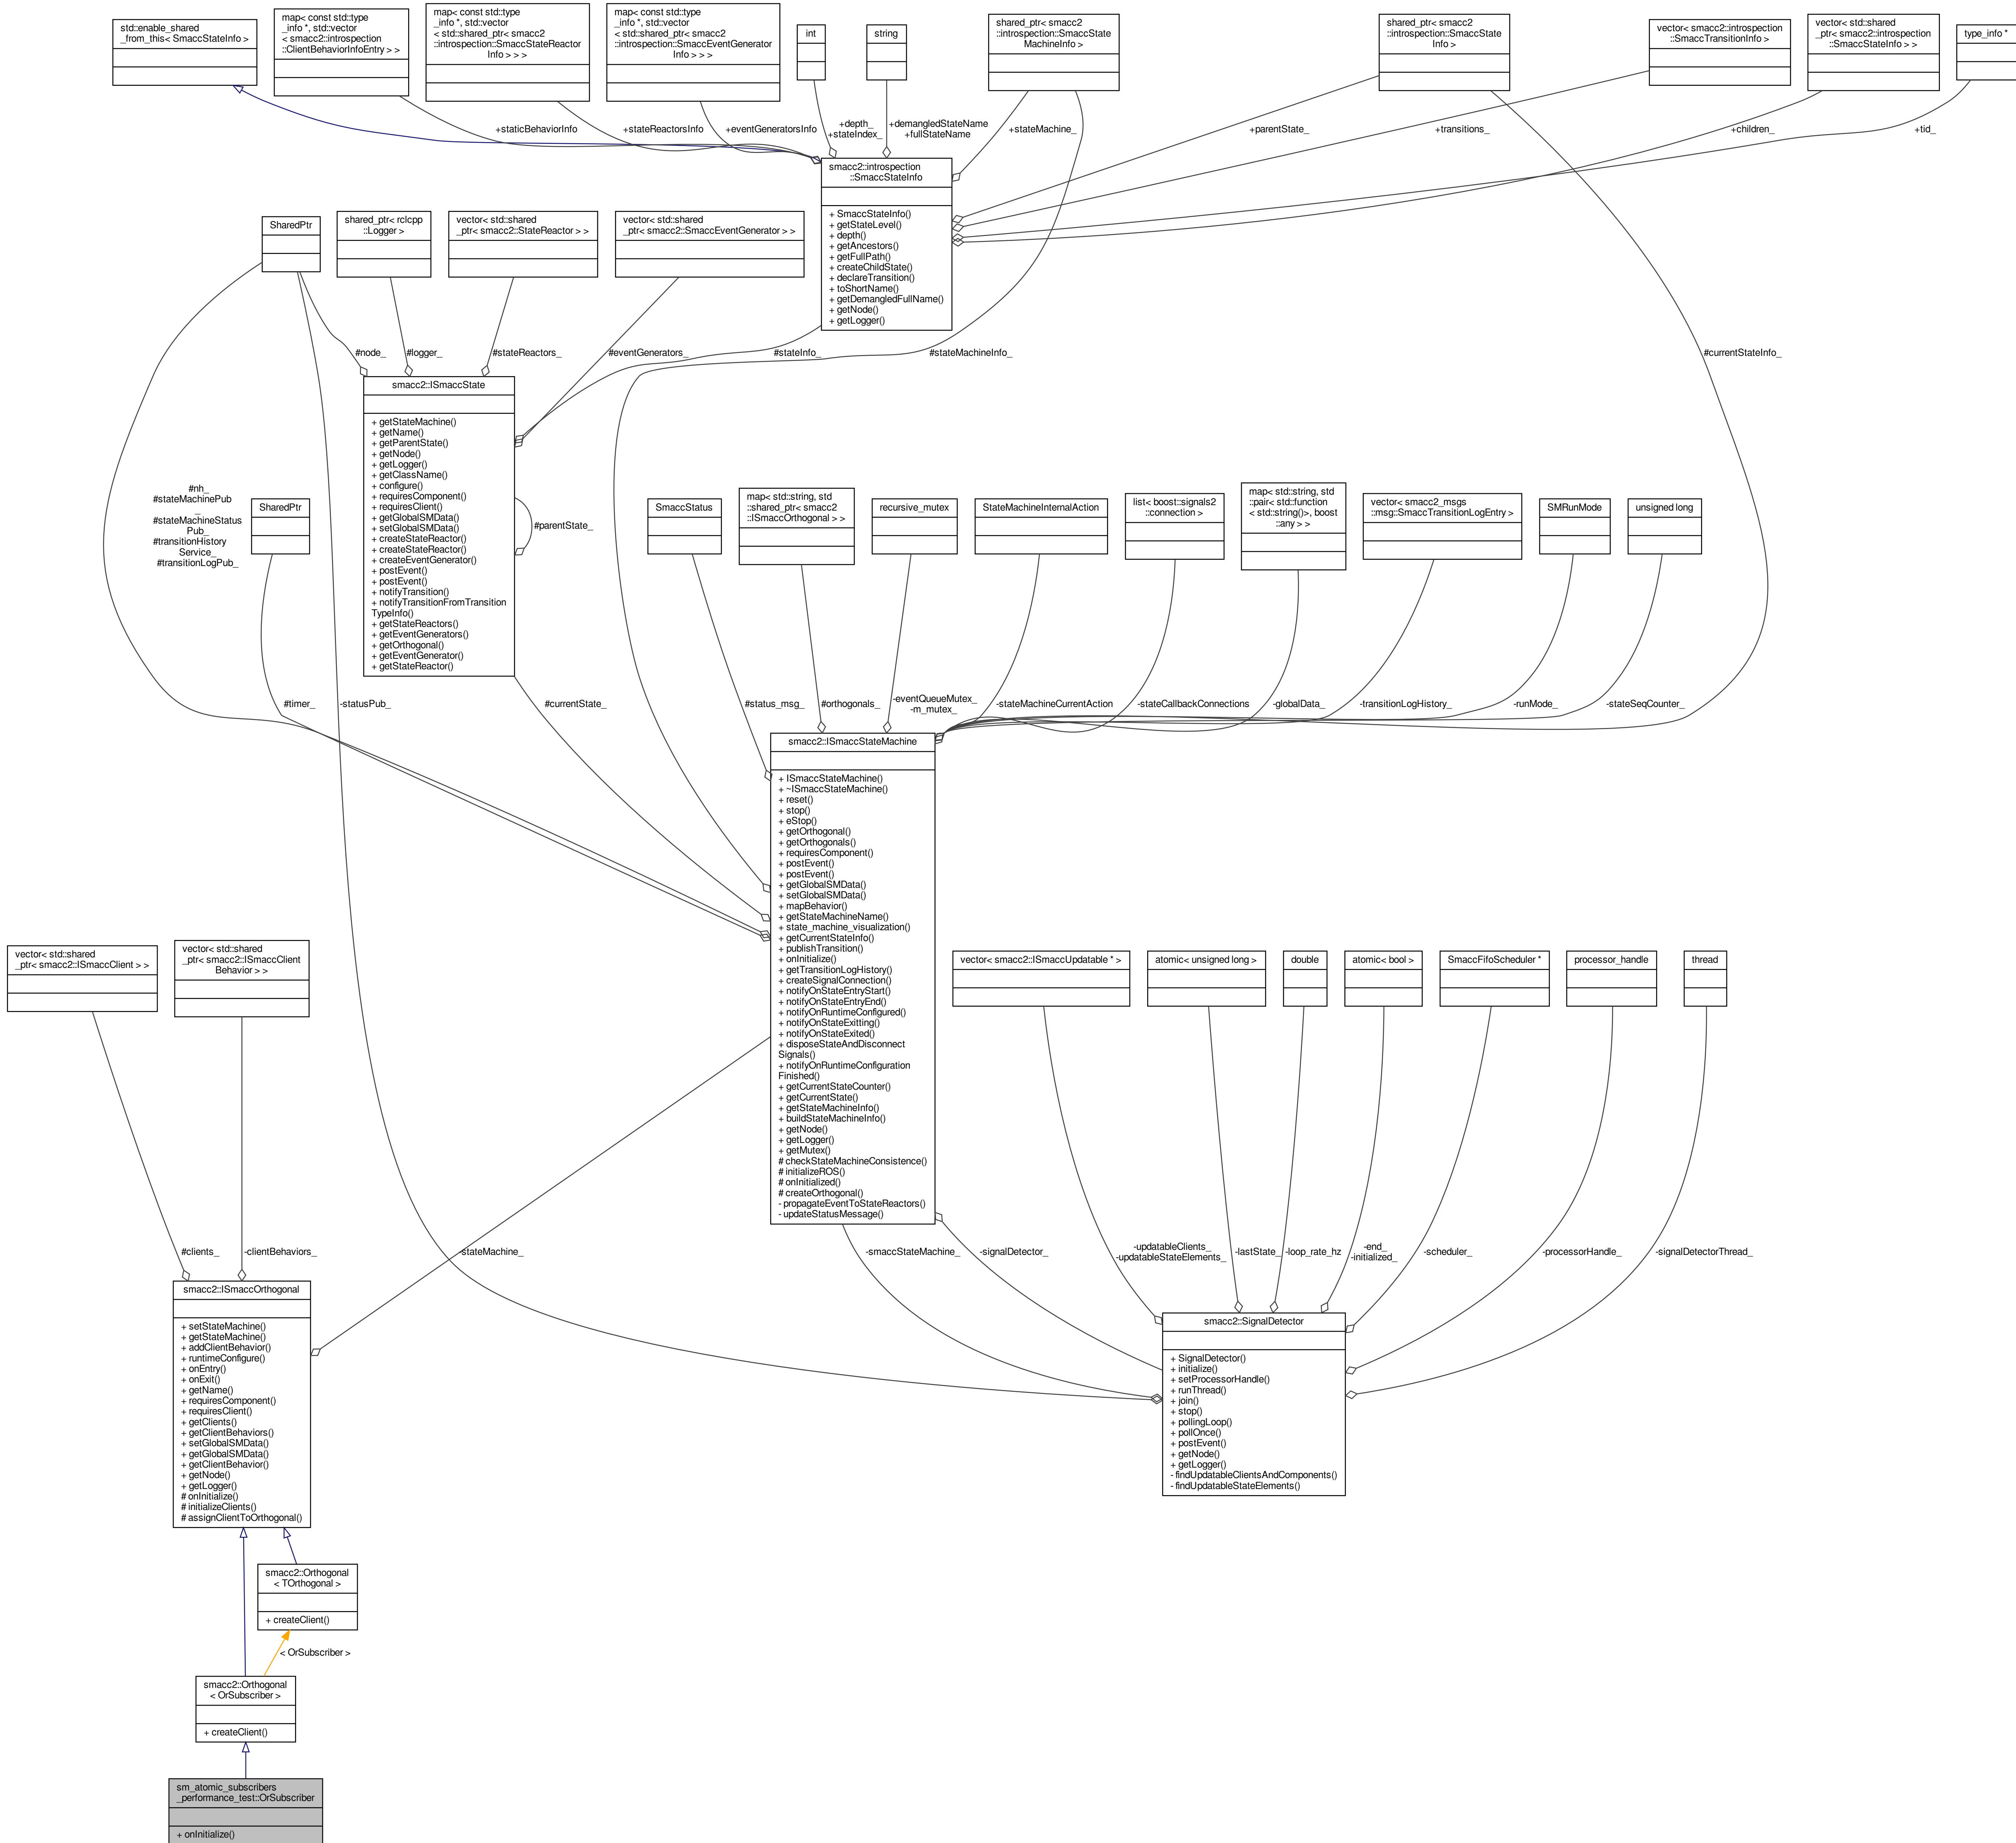 std::enable_shared
_from_this< SmaccStateInfo >
map< const std::type
_info *, std::vector
< smacc2::introspection
::ClientBehaviorInfoEntry > >
map< const std::type
_info *, std::vector
< std::shared_ptr< smacc2
::introspection::SmaccStateReactor
Info > > >
map< const std::type
_info *, std::vector
< std::shared_ptr< smacc2
::introspection::SmaccEventGenerator
Info > > >
int
string
shared_ptr< smacc2
::introspection::SmaccState
MachineInfo >
shared_ptr< smacc2
::introspection::SmaccState
Info >
vector< smacc2::introspection
::SmaccTransitionInfo >
vector< std::shared
_ptr< smacc2::introspection
::SmaccStateInfo > >
type_info *
+staticBehaviorInfo
+stateReactorsInfo
+eventGeneratorsInfo
+depth_
+stateIndex_
+demangledStateName
+fullStateName
+stateMachine_
+parentState_
+transitions_
+children_
+tid_
smacc2::introspection
::SmaccStateInfo
+ SmaccStateInfo()
+ getStateLevel()
+ depth()
+ getAncestors()
+ getFullPath()
+ createChildState()
+ declareTransition()
+ toShortName()
+ getDemangledFullName()
+ getNode()
+ getLogger()
SharedPtr
shared_ptr< rclcpp
::Logger >
vector< std::shared
_ptr< smacc2::StateReactor > >
vector< std::shared
_ptr< smacc2::SmaccEventGenerator > >
#node_
#logger_
#stateReactors_
#eventGenerators_
#stateInfo_
#stateMachineInfo_
#currentStateInfo_
smacc2::ISmaccState
+ getStateMachine()
+ getName()
+ getParentState()
+ getNode()
+ getLogger()
+ getClassName()
+ configure()
+ requiresComponent()
+ requiresClient()
+ getGlobalSMData()
+ setGlobalSMData()
+ createStateReactor()
+ createStateReactor()
+ createEventGenerator()
+ postEvent()
+ postEvent()
+ notifyTransition()
+ notifyTransitionFromTransition
TypeInfo()
+ getStateReactors()
+ getEventGenerators()
+ getOrthogonal()
+ getEventGenerator()
+ getStateReactor()
#parentState_
#nh_
#stateMachinePub
_
#stateMachineStatus
Pub_
#transitionHistory
Service_
#transitionLogPub_
SharedPtr
SmaccStatus
map< std::string, std
::shared_ptr< smacc2
::ISmaccOrthogonal > >
recursive_mutex
StateMachineInternalAction
list< boost::signals2
::connection >
map< std::string, std
::pair< std::function
< std::string()>, boost
::any > >
vector< smacc2_msgs
::msg::SmaccTransitionLogEntry >
SMRunMode
unsigned long
#timer_
-statusPub_
#currentState_
#status_msg_
#orthogonals_
-eventQueueMutex_
-m_mutex_
-stateMachineCurrentAction
-stateCallbackConnections
-globalData_
-transitionLogHistory_
-runMode_
-stateSeqCounter_
smacc2::ISmaccStateMachine
+ ISmaccStateMachine()
+ ~ISmaccStateMachine()
+ reset()
+ stop()
+ eStop()
+ getOrthogonal()
+ getOrthogonals()
+ requiresComponent()
+ postEvent()
+ postEvent()
+ getGlobalSMData()
+ setGlobalSMData()
+ mapBehavior()
+ getStateMachineName()
+ state_machine_visualization()
+ getCurrentStateInfo()
+ publishTransition()
+ onInitialize()
+ getTransitionLogHistory()
+ createSignalConnection()
+ notifyOnStateEntryStart()
+ notifyOnStateEntryEnd()
+ notifyOnRuntimeConfigured()
+ notifyOnStateExitting()
+ notifyOnStateExited()
+ disposeStateAndDisconnect
Signals()
+ notifyOnRuntimeConfiguration
Finished()
+ getCurrentStateCounter()
+ getCurrentState()
+ getStateMachineInfo()
+ buildStateMachineInfo()
+ getNode()
+ getLogger()
+ getMutex()
# checkStateMachineConsistence()
# initializeROS()
# onInitialized()
# createOrthogonal()
- propagateEventToStateReactors()
- updateStatusMessage()
vector< std::shared
_ptr< smacc2::ISmaccClient > >
vector< std::shared
_ptr< smacc2::ISmaccClient
Behavior > >
vector< smacc2::ISmaccUpdatable * >
atomic< unsigned long >
double
atomic< bool >
SmaccFifoScheduler *
processor_handle
thread
#clients_
-clientBehaviors_
-stateMachine_
-smaccStateMachine_
-signalDetector_
-updatableClients_
-updatableStateElements_
-lastState_
-loop_rate_hz
-end_
-initialized_
-scheduler_
-processorHandle_
-signalDetectorThread_
smacc2::ISmaccOrthogonal
+ setStateMachine()
+ getStateMachine()
+ addClientBehavior()
+ runtimeConfigure()
+ onEntry()
+ onExit()
+ getName()
+ requiresComponent()
+ requiresClient()
+ getClients()
+ getClientBehaviors()
+ setGlobalSMData()
+ getGlobalSMData()
+ getClientBehavior()
+ getNode()
+ getLogger()
# onInitialize()
# initializeClients()
# assignClientToOrthogonal()
smacc2::SignalDetector
+ SignalDetector()
+ initialize()
+ setProcessorHandle()
+ runThread()
+ join()
+ stop()
+ pollingLoop()
+ pollOnce()
+ postEvent()
+ getNode()
+ getLogger()
- findUpdatableClientsAndComponents()
- findUpdatableStateElements()
smacc2::Orthogonal
< TOrthogonal >
+ createClient()
< OrSubscriber >
smacc2::Orthogonal
< OrSubscriber >
+ createClient()
sm_atomic_subscribers
_performance_test::OrSubscriber
+ onInitialize()